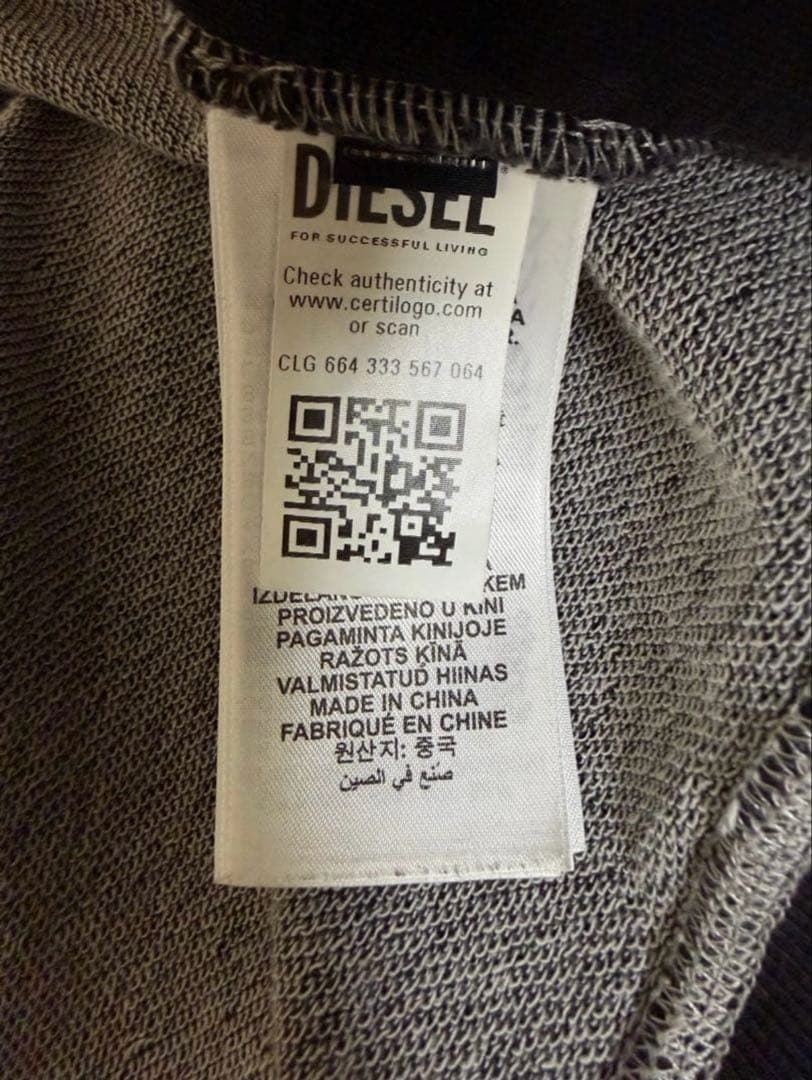 DIESEL
FOR SUCCESSFUL LIVING
Check authenticity at
www.certilogo.com
or scan
CLG 664 333 567 064
PROIZVEDENO U KINI
PAGAMINTA KINIJOJE
RAŽOTS ĶĪNĀ
VALMISTATUD HIINAS
MADE IN CHINA
FABRIQUÉ EN CHINE
원산지: 중국
صُنع في الصين